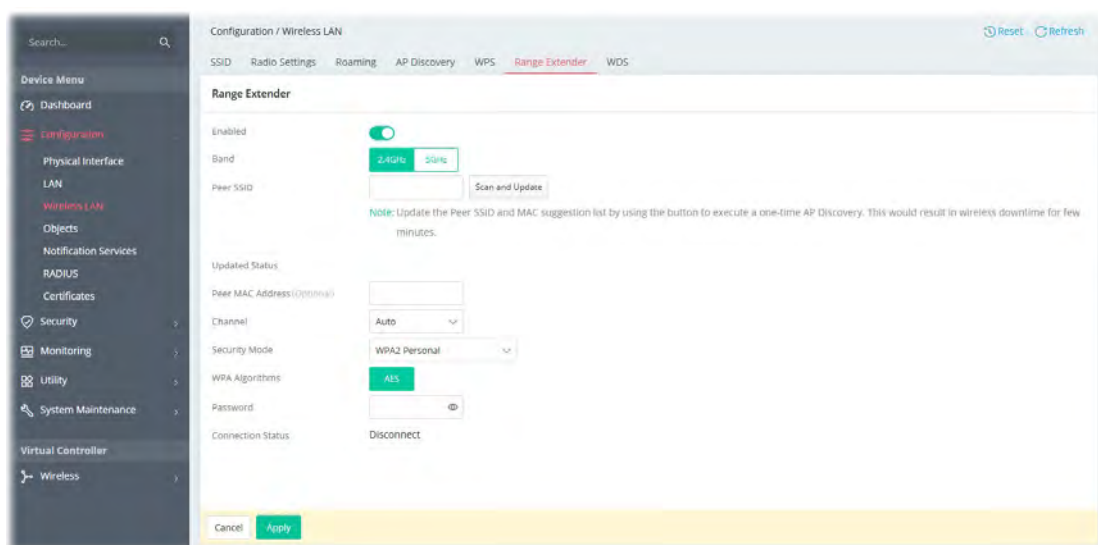 Search...
Configuration / Wireless LAN
Reset
Refresh
SSID Radio Settings Roaming AP Discovery WPS Range Extender WDS
Device Menu
Range Extender
Dashboard
Configuration
Physical Interface
LAN
Wireless LAN
Objects
Notification Services
RADIUS
Certificates
Security
Monitoring
Utility
System Maintenance
Virtual Controller
Wireless
Enabled
Band 2.4GHz 5GHz
Peer SSID Scan and Update
Note: Update the Peer SSID and MAC suggestion list by using the button to execute a one-time AP Discovery. This would result in wireless downtime for few
minutes.
Updated Status
Peer MAC Address (Optional)
Channel Auto
Security Mode WPA2 Personal
WPA Algorithms AES
Password
Connection Status Disconnect
Cancel Apply